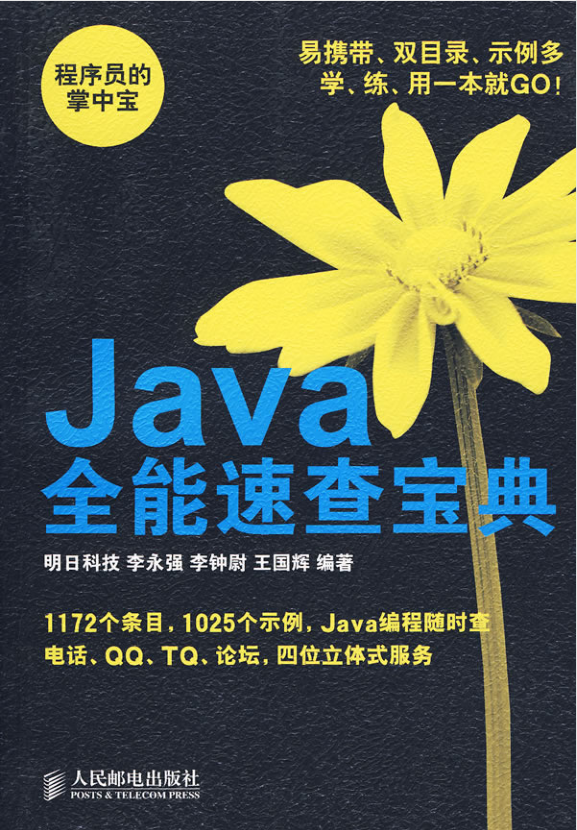 程序员的
掌中宝
易携带、双目录、示例多
学、练、用一本就GO!
Java
全能速查宝典
明日科技 李永强 李钟尉 王国辉 编著
1172个条目,1025个示例,Java编程随时查
电话、QQ、TQ、论坛,四位立体式服务
人民邮电出版社
POSTS & TELECOM PRESS